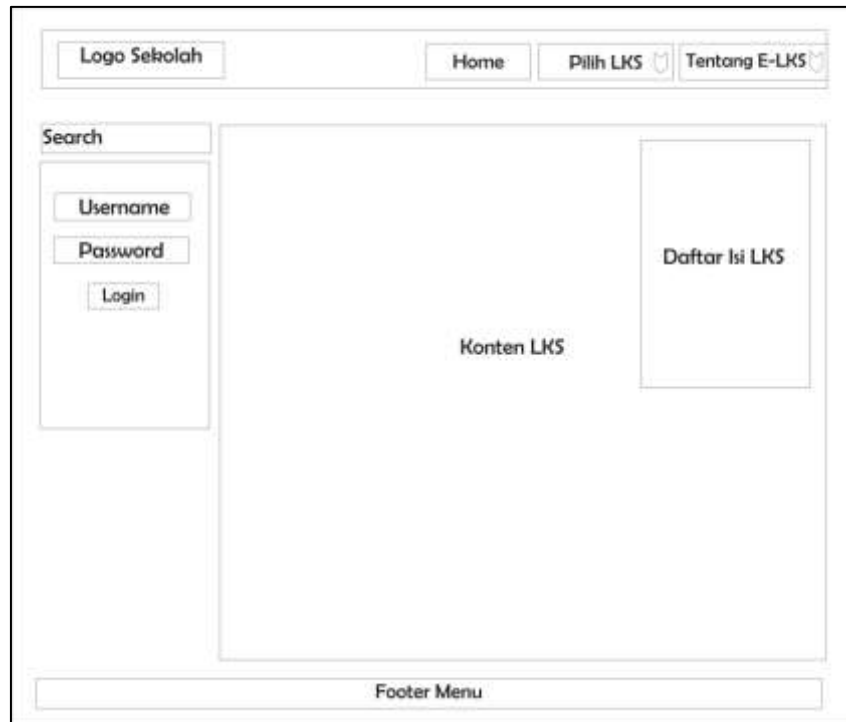 Logo Sekolah
Home
Pilih LKS
Tentang E-LKS
Search
Username
Password
Login
Daftar Isi LKS
Konten LKS
Footer Menu